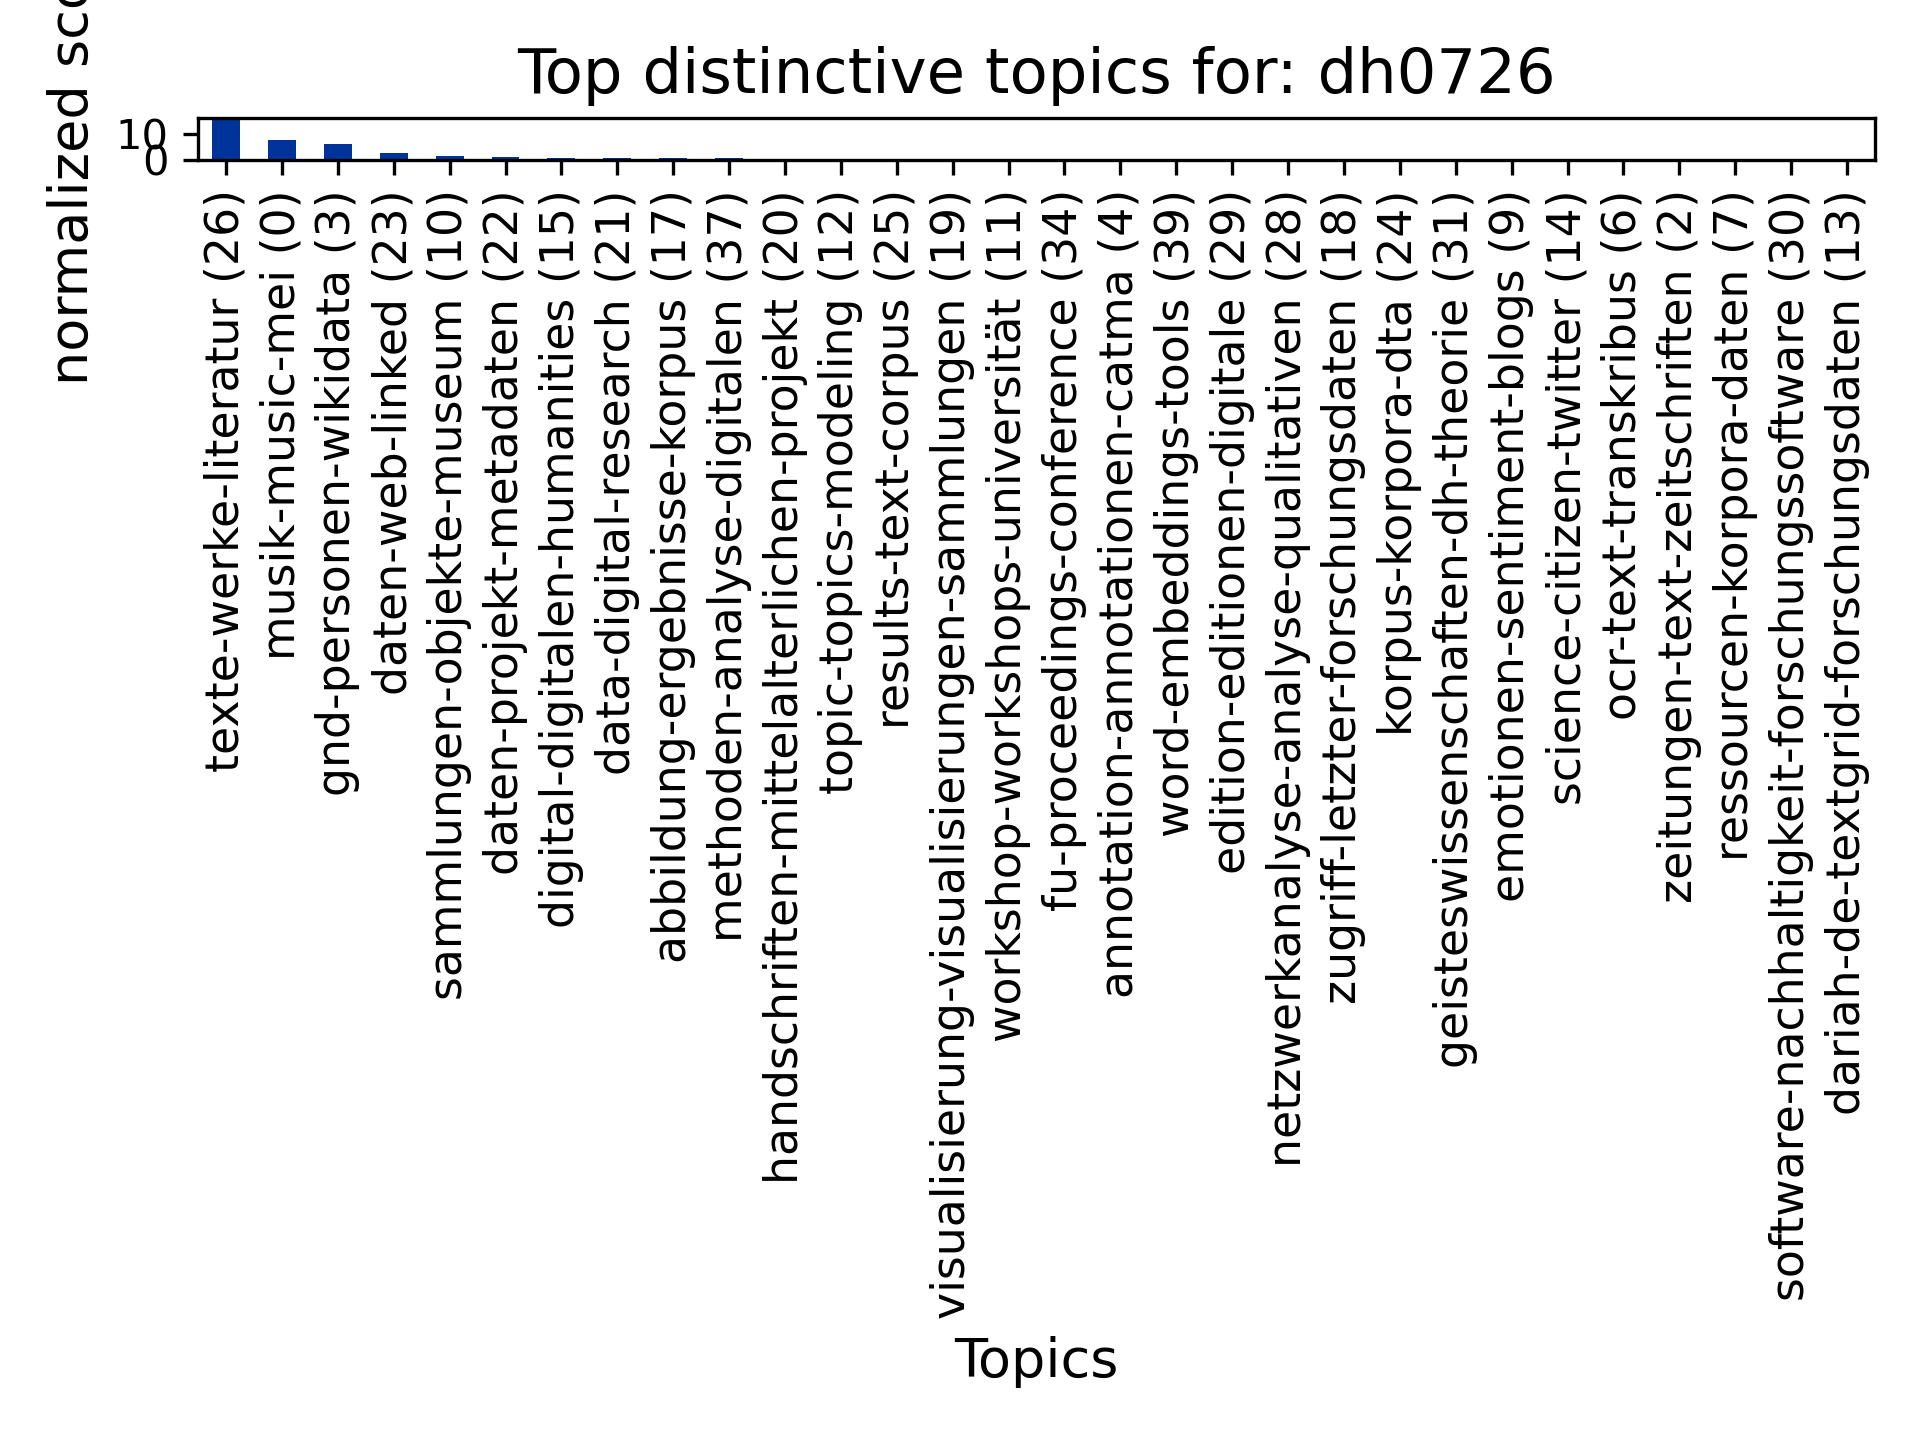 Top distinctive topics for: dh0726
normalized
10
0
texte-werke-literatur (26)
musik-music-mei (0)
gnd-personen-wikidata (3)
daten-web-linked (23)
sammlungen-objekte-museum (10)
daten-projekt-metadaten (22)
digital-digitalen-humanities (15)
data-digital-research (21)
abbildung-ergebnisse-korpus (17)
methoden-analyse-digitalen (37)
handschriften-mittelalterlichen-projekt (20)
topic-topics-modeling (12)
results-text-corpus (25)
visualisierung-visualisierungen-sammlungen (19)
workshop-workshops-universität (11)
fu-proceedings-conference (34)
annotation-annotationen-catma (4)
word-embeddings-tools (39)
edition-editionen-digitale (29)
netzwerkanalyse-analyse-qualitativen (28)
zugriff-letzter-forschungsdaten (18)
korpus-korpora-dta (24)
geisteswissenschaften-dh-theorie (31)
emotionen-sentiment-blogs (9)
science-citizen-twitter (14)
ocr-text-transkribus (6)
zeitungen-text-zeitschriften (2)
ressourcen-korpora-daten (7)
software-nachhaltigkeit-forschungssoftware (30)
dariah-de-textgrid-forschungsdaten (13)
Topics